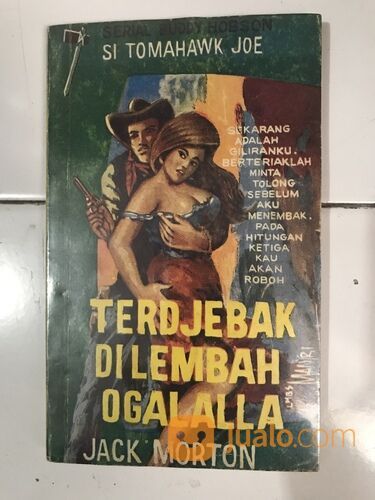 SERIAL BUDDY ROBSON
SI TOMAHAWK JOE
SEKARANG
ADALAH
GILIRANKU.
BERTERIAKLAH
MINTA
TOLONG
SEBELUM
AKU
MENEMBAK.
PADA
HITUNGAN
KETIGA
KAU
AKAN
ROBOH
TERDJEBAK
DI LEMBAH
OGALALLA
JACK MORTON
Jualo.com